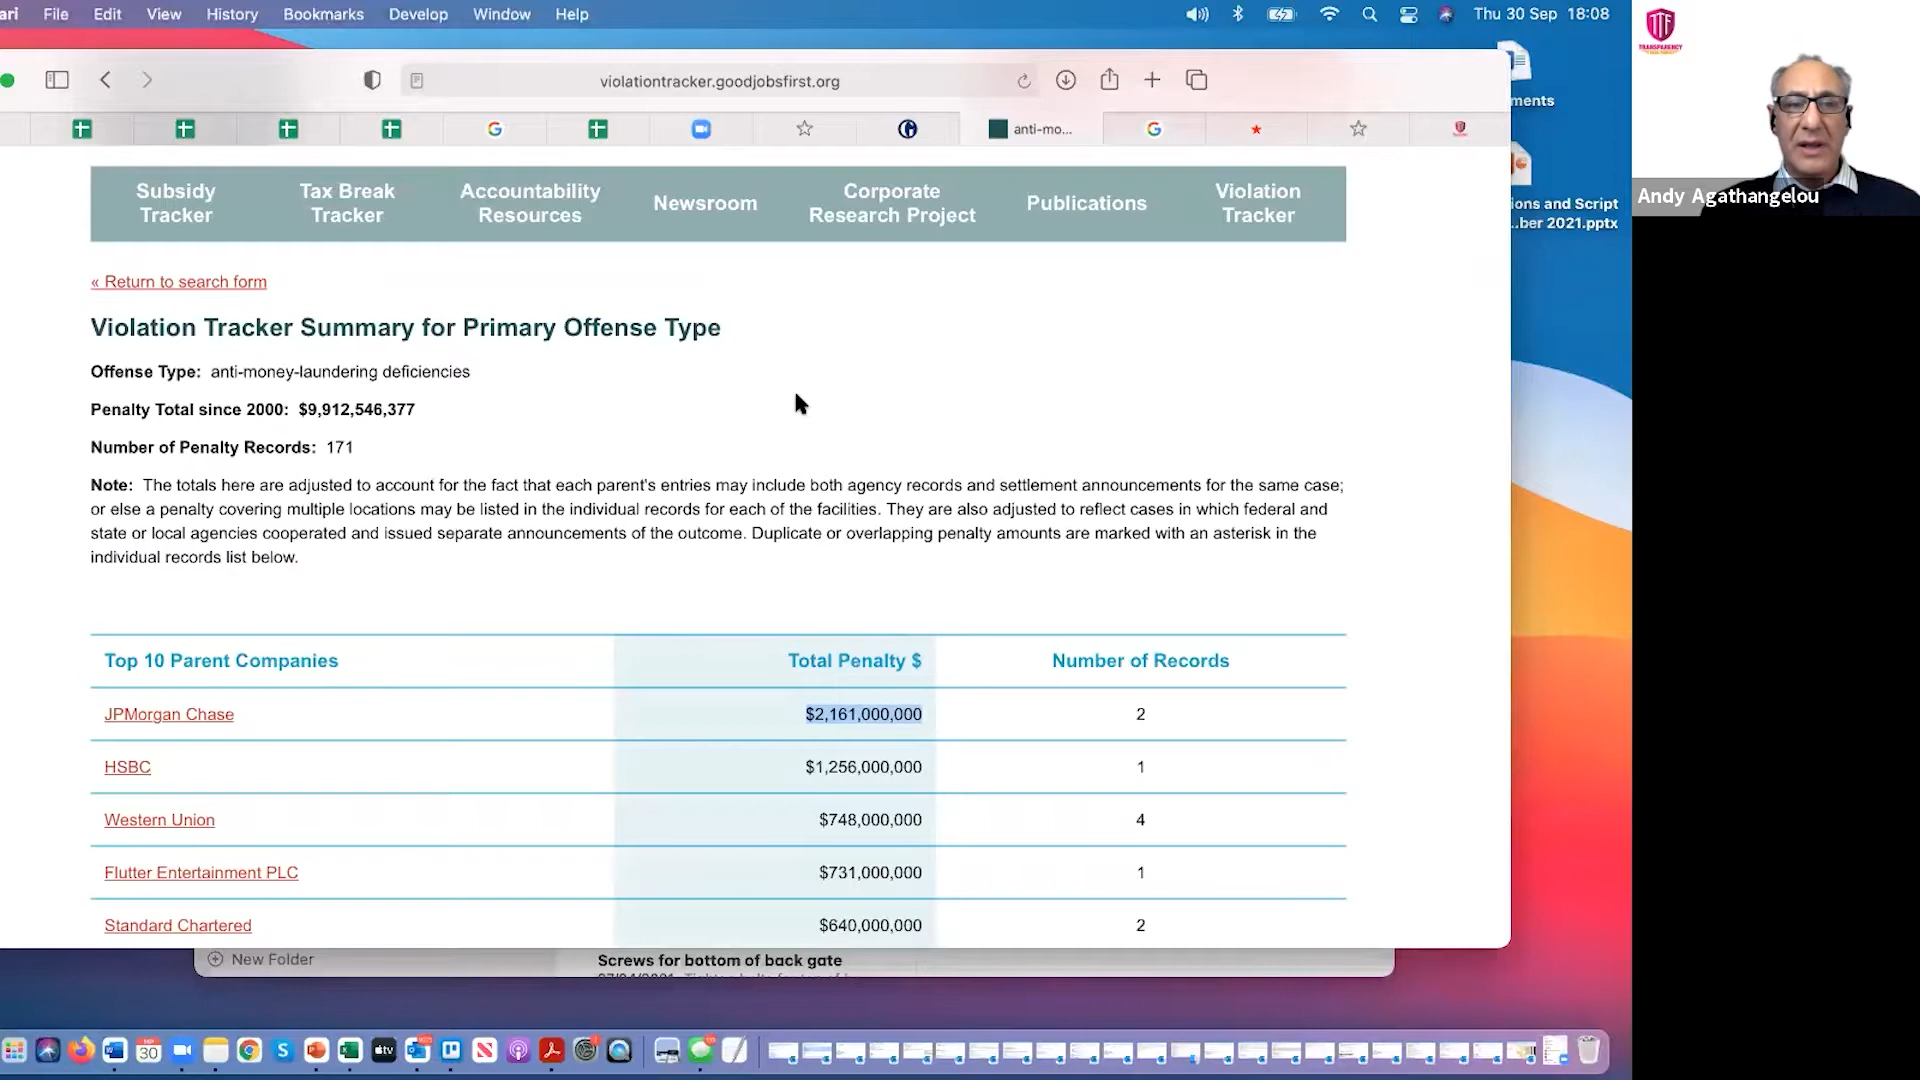 ari File Edit View History Bookmarks Develop Window Help Thu 30 Sep 18:08
TTF
TRANSPARENCY
violationtracker.goodjobsfirst.org
ments
anti-mo...
Andy Agathangelou
ions and Script
...ber 2021.pptx
Subsidy Tracker
Tax Break Tracker
Accountability Resources
Newsroom
Corporate Research Project
Publications
Violation Tracker
« Return to search form
Violation Tracker Summary for Primary Offense Type
Offense Type: anti-money-laundering deficiencies
Penalty Total since 2000: $9,912,546,377
Number of Penalty Records: 171
Note: The totals here are adjusted to account for the fact that each parent's entries may include both agency records and settlement announcements for the same case;
or else a penalty covering multiple locations may be listed in the individual records for each of the facilities. They are also adjusted to reflect cases in which federal and
state or local agencies cooperated and issued separate announcements of the outcome. Duplicate or overlapping penalty amounts are marked with an asterisk in the
individual records list below.
Top 10 Parent Companies Total Penalty $ Number of Records
JPMorgan Chase $2,161,000,000 2
HSBC $1,256,000,000 1
Western Union $748,000,000 4
Flutter Entertainment PLC $731,000,000 1
Standard Chartered $640,000,000 2
New Folder
Screws for bottom of back gate
SEP
30
tv